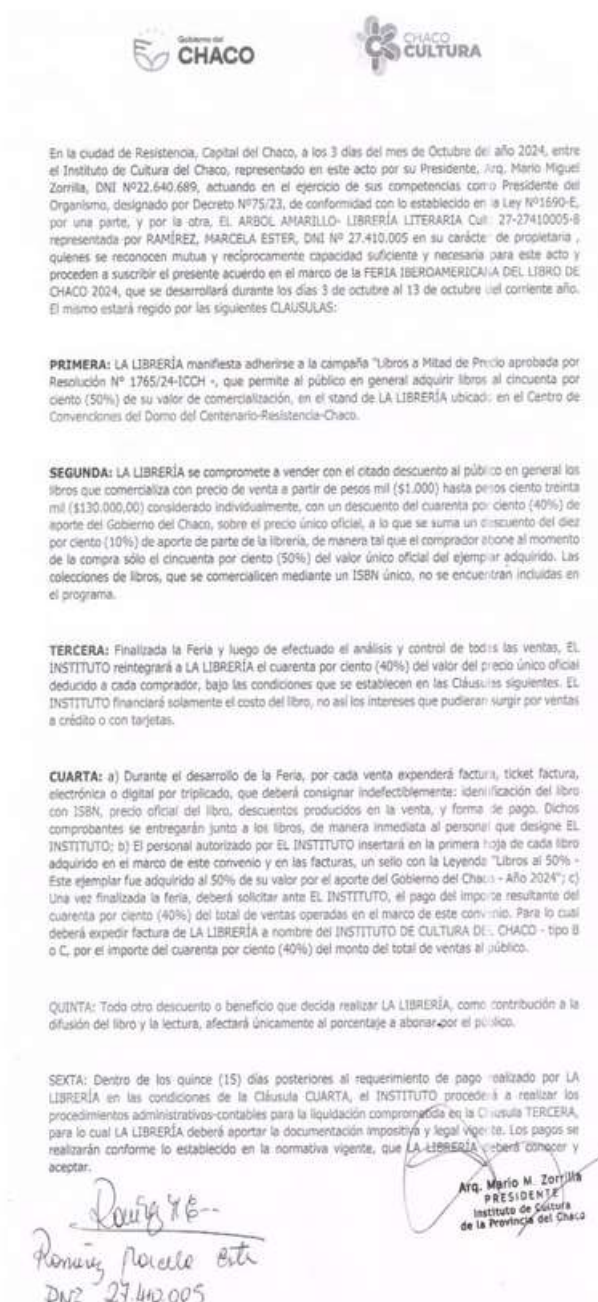 Gobierno del
CHACO
CHACO
CULTURA
En la ciudad de Resistencia, Capital del Chaco, a los 3 días del mes de Octubre del año 2024, entre
el Instituto de Cultura del Chaco, representado en este acto por su Presidente, Arq. Mario Miguel
Zorrilla, DNI Nº22.640.689, actuando en el ejercicio de sus competencias como Presidente del
Organismo, designado por Decreto Nº75/23, de conformidad con lo establecido en la Ley Nº1690-E,
por una parte, y por la otra, EL ARBOL AMARILLO- LIBRERÍA LITERARIA Cuit: 27-27410005-8
representada por RAMÍREZ, MARCELA ESTER, DNI Nº 27.410.005 en su carácter de propietaria ,
quienes se reconocen mutua y recíprocamente capacidad suficiente y necesaria para este acto y
proceden a suscribir el presente acuerdo en el marco de la FERIA IBEROAMERICANA DEL LIBRO DE
CHACO 2024, que se desarrollará durante los días 3 de octubre al 13 de octubre del corriente año.
El mismo estará regido por las siguientes CLAUSULAS:
PRIMERA: LA LIBRERÍA manifiesta adherirse a la campaña "Libros a Mitad de Precio aprobada por
Resolución Nº 1765/24-ICCH -, que permite al público en general adquirir libros al cincuenta por
ciento (50%) de su valor de comercialización, en el stand de LA LIBRERÍA ubicado en el Centro de
Convenciones del Domo del Centenario-Resistencia-Chaco.
SEGUNDA: LA LIBRERÍA se compromete a vender con el citado descuento al público en general los
libros que comercializa con precio de venta a partir de pesos mil ($1.000) hasta pesos ciento treinta
mil ($130.000,00) considerado individualmente, con un descuento del cuarenta por ciento (40%) de
aporte del Gobierno del Chaco, sobre el precio único oficial, a lo que se suma un descuento del diez
por ciento (10%) de aporte de parte de la librería, de manera tal que el comprador abone al momento
de la compra sólo el cincuenta por ciento (50%) del valor único oficial del ejemplar adquirido. Las
colecciones de libros, que se comercialicen mediante un ISBN único, no se encuentran incluidas en
el programa.
TERCERA: Finalizada la Feria y luego de efectuado el análisis y control de todas las ventas, EL
INSTITUTO reintegrará a LA LIBRERÍA el cuarenta por ciento (40%) del valor del precio único oficial
deducido a cada comprador, bajo las condiciones que se establecen en las Cláusulas siguientes. EL
INSTITUTO financiará solamente el costo del libro, no así los intereses que pudieran surgir por ventas
a crédito o con tarjetas.
CUARTA: a) Durante el desarrollo de la Feria, por cada venta expenderá factura, ticket factura,
electrónica o digital por triplicado, que deberá consignar indefectiblemente: identificación del libro
con ISBN, precio oficial del libro, descuentos producidos en la venta, y forma de pago. Dichos
comprobantes se entregarán junto a los libros, de manera inmediata al personal que designe EL
INSTITUTO; b) El personal autorizado por EL INSTITUTO insertará en la primera hoja de cada libro
adquirido en el marco de este convenio y en las facturas, un sello con la Leyenda "Libros al 50% -
Este ejemplar fue adquirido al 50% de su valor por el aporte del Gobierno del Chaco - Año 2024"; c)
Una vez finalizada la feria, deberá solicitar ante EL INSTITUTO, el pago del importe resultante del
cuarenta por ciento (40%) del total de ventas operadas en el marco de este convenio. Para lo cual
deberá expedir factura de LA LIBRERÍA a nombre del INSTITUTO DE CULTURA DEL CHACO - tipo B
o C, por el importe del cuarenta por ciento (40%) del monto del total de ventas al público.
QUINTA: Todo otro descuento o beneficio que decida realizar LA LIBRERÍA, como contribución a la
difusión del libro y la lectura, afectará únicamente al porcentaje a abonar por el público.
SEXTA: Dentro de los quince (15) días posteriores al requerimiento de pago realizado por LA
LIBRERÍA en las condiciones de la Cláusula CUARTA, el INSTITUTO procederá a realizar los
procedimientos administrativos-contables para la liquidación comprometida en la Cláusula TERCERA,
para lo cual LA LIBRERÍA deberá aportar la documentación impositiva y legal vigente. Los pagos se
realizarán conforme lo establecido en la normativa vigente, que LA LIBRERÍA deberá conocer y
aceptar.
Arq. Mario M. Zorrilla
PRESIDENTE
Instituto de Cultura
de la Provincia del Chaco
Ramírez M E--
Ramírez Marcela Ester
DNI 27.410.005